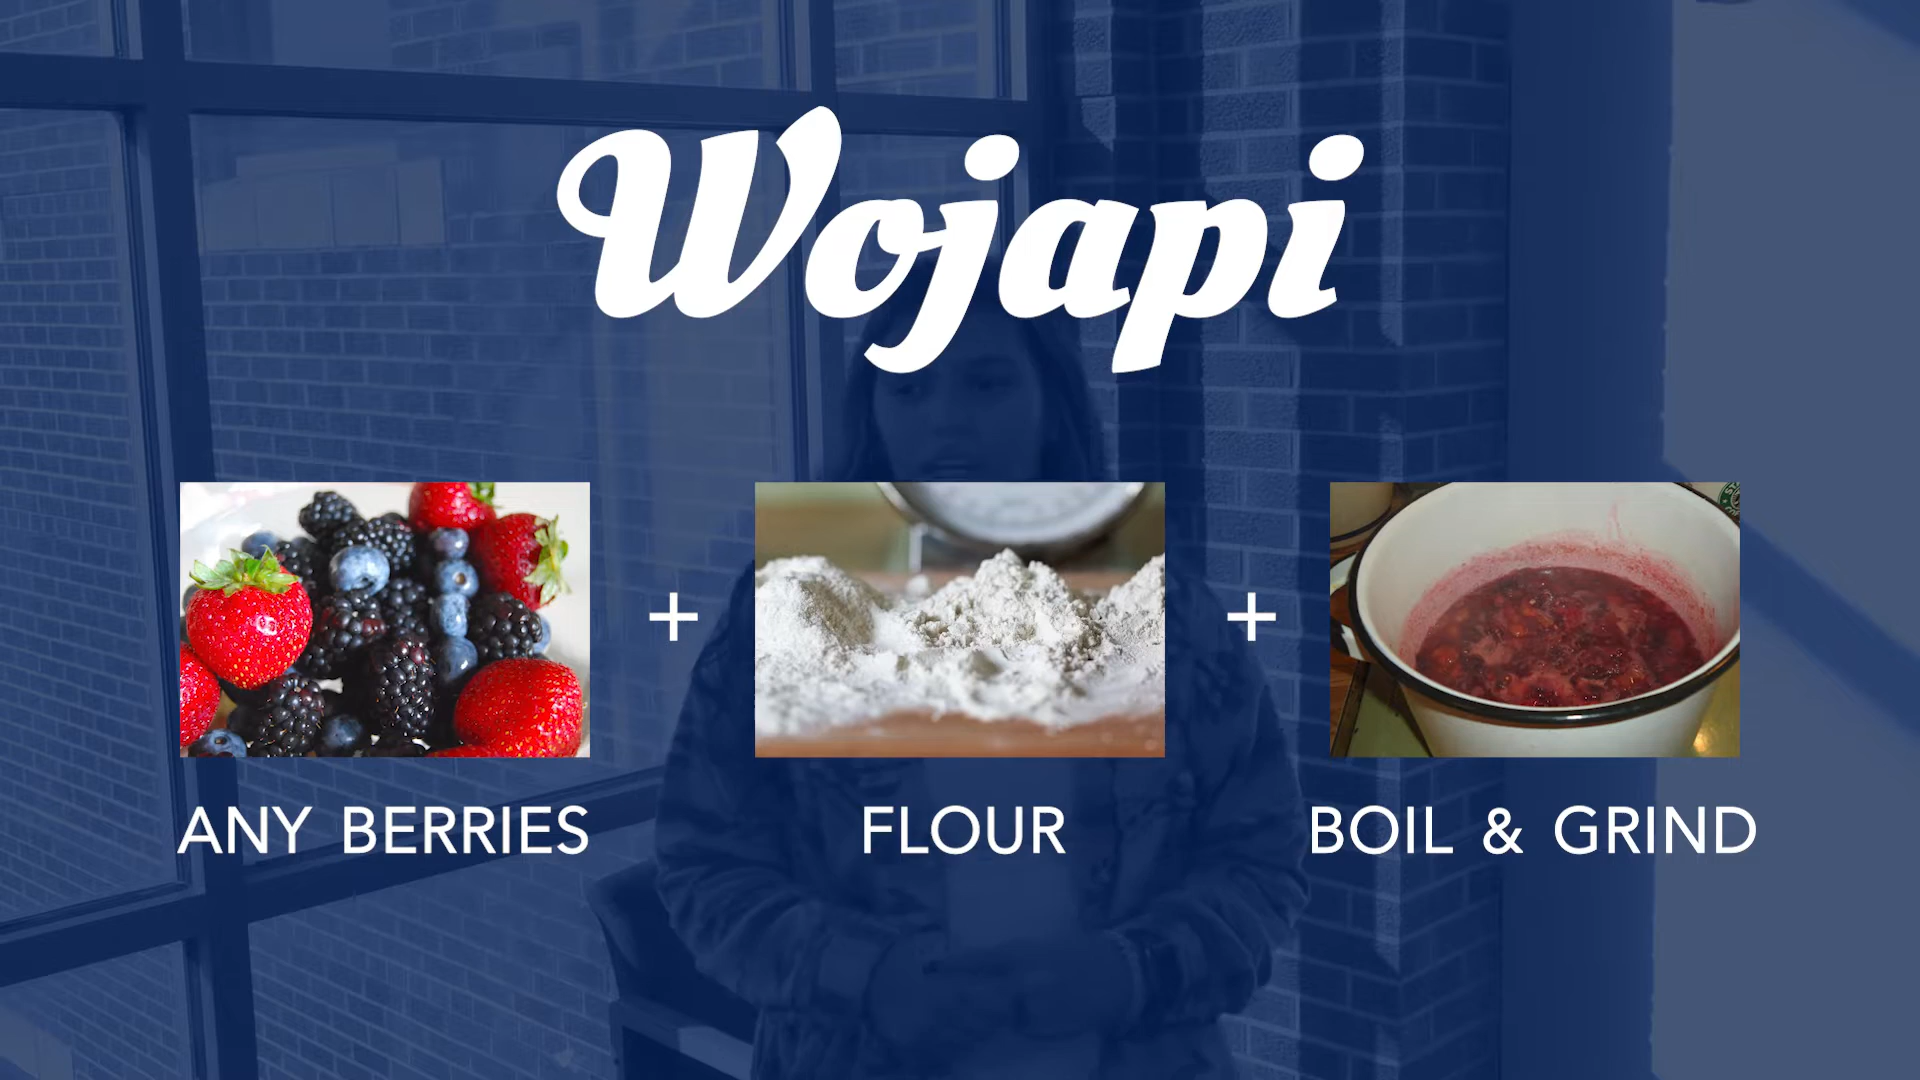 Wojapi
+ +
ANY BERRIES FLOUR BOIL & GRIND